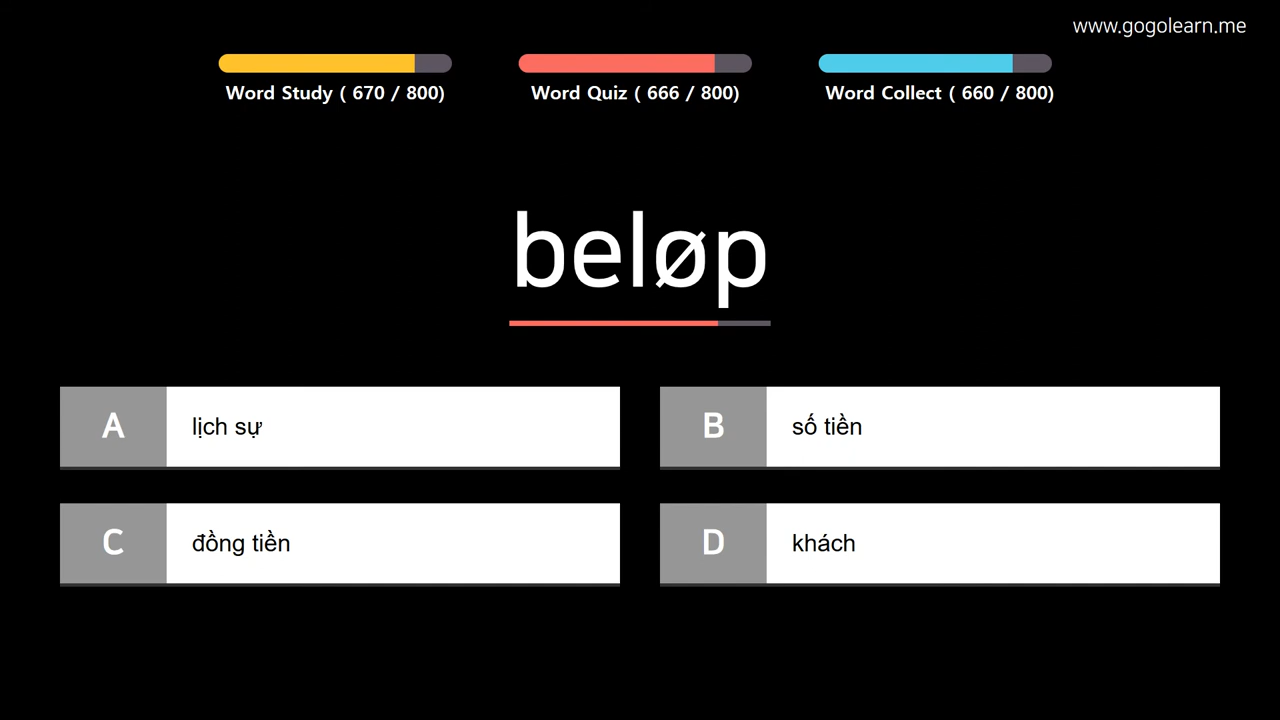 www.gogolearn.me
Word Study ( 670 / 800)
Word Quiz ( 666 / 800)
Word Collect ( 660 / 800)
beløp
A
lịch sự
B
số tiền
C
đồng tiền
D
khách